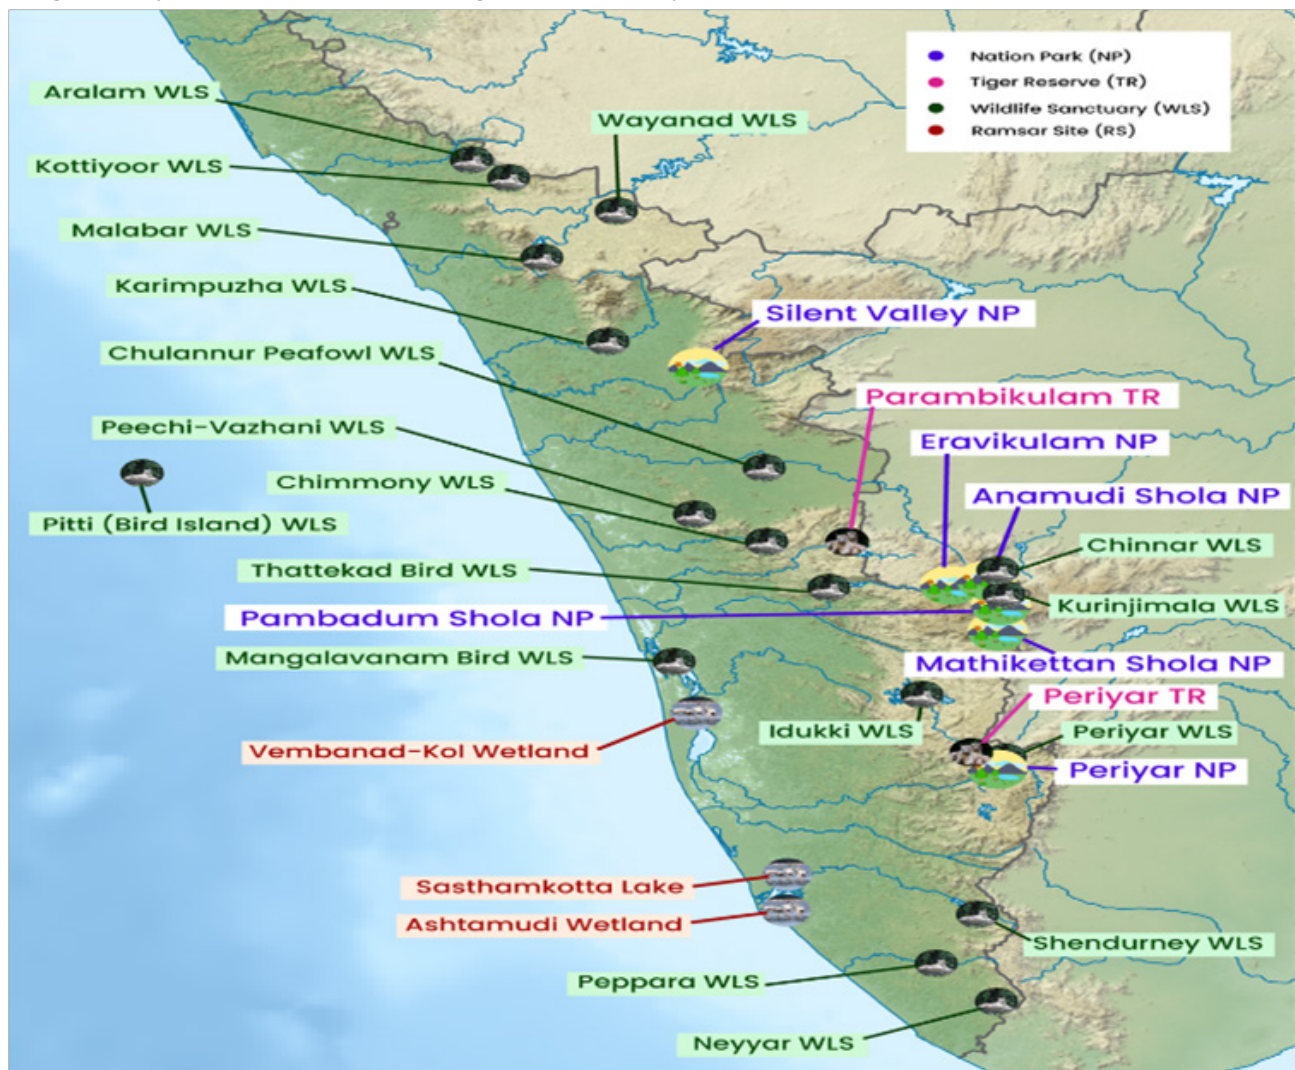 Nation Park (NP)
Tiger Reserve (TR)
Wildlife Sanctuary (WLS)
Ramsar Site (RS)
Aralam WLS
Wayanad WLS
Kottiyoor WLS
Malabar WLS
Karimpuzha WLS
Silent Valley NP
Chulannur Peafowl WLS
Parambikulam TR
Peechi-Vazhani WLS
Eravikulam NP
Chimmony WLS
Anamudi Shola NP
Pitti (Bird Island) WLS
Chinnar WLS
Thattekad Bird WLS
Kurinjimala WLS
Pambadum Shola NP
Mangalavanam Bird WLS
Mathikettan Shola NP
Periyar TR
Idukki WLS
Periyar WLS
Vembanad-Kol Wetland
Periyar NP
Sasthamkotta Lake
Ashtamudi Wetland
Shendurney WLS
Peppara WLS
Neyyar WLS